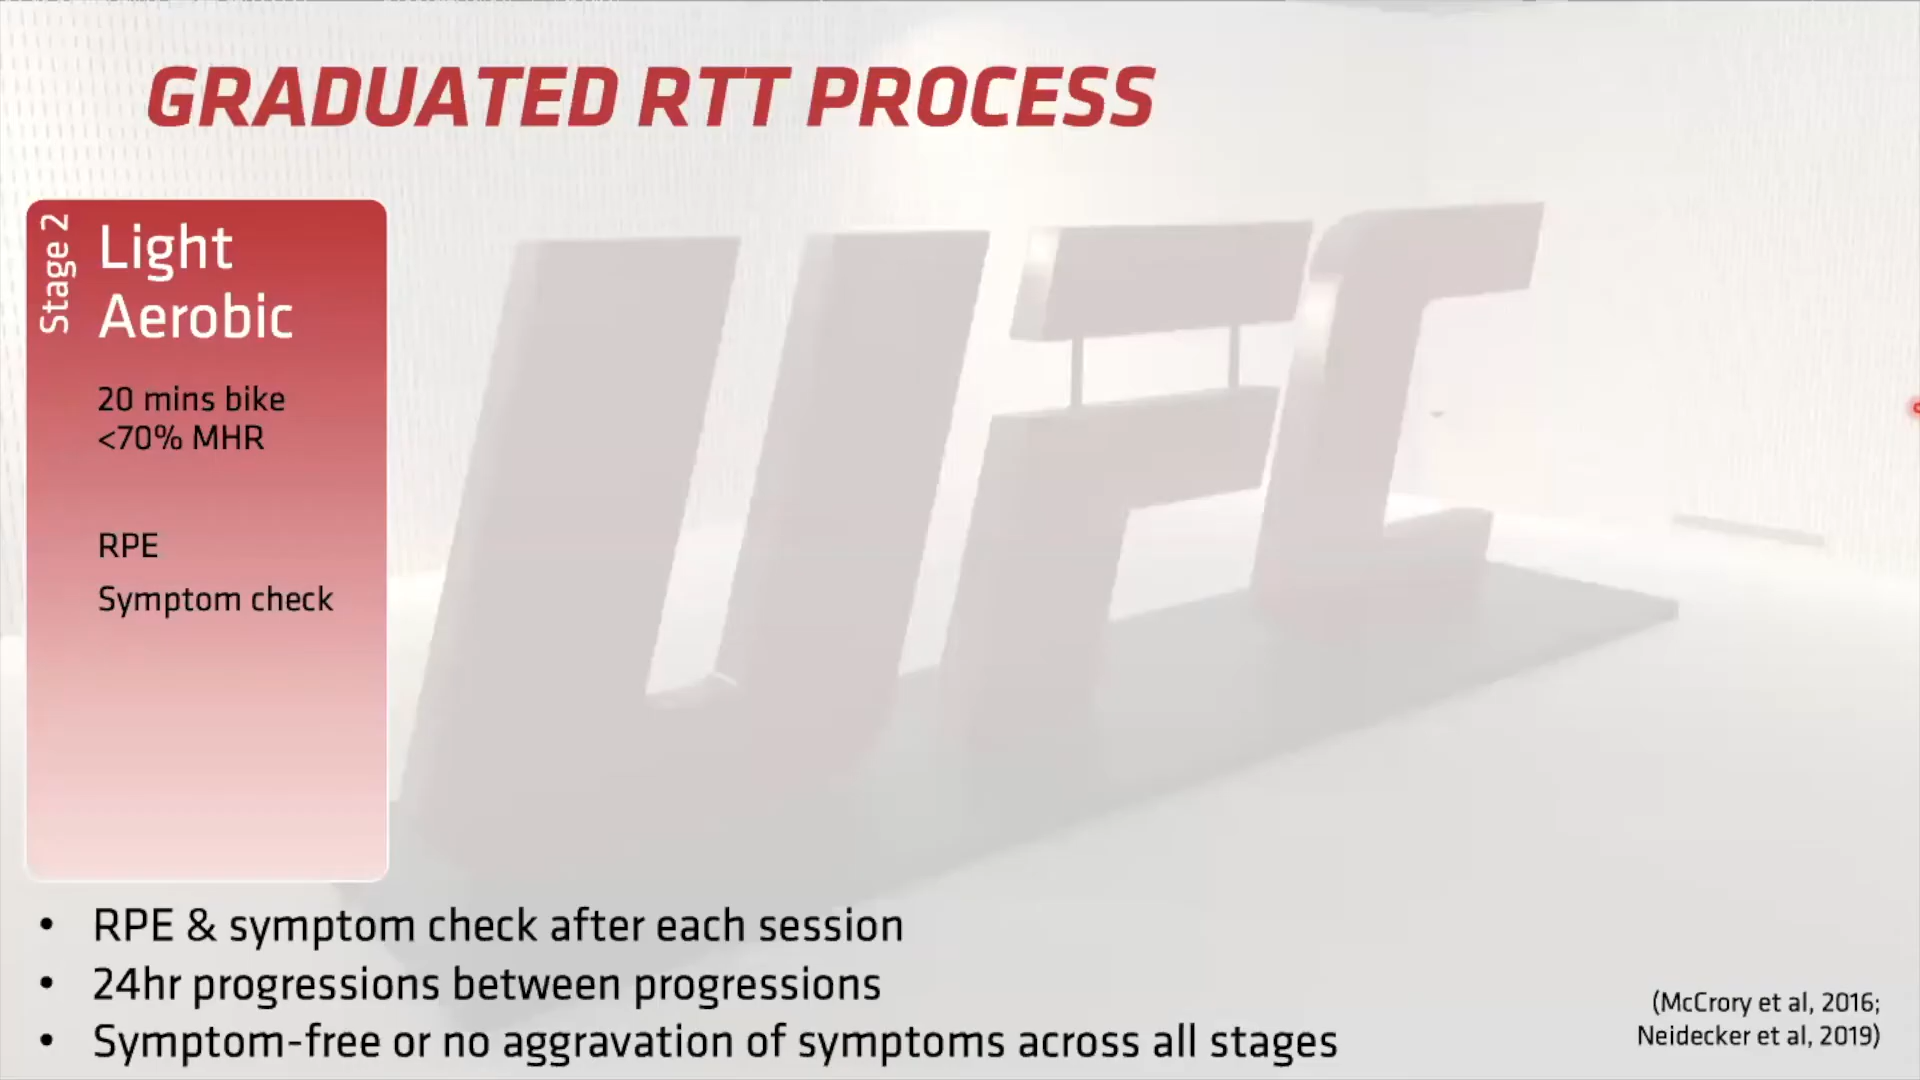 GRADUATED RTT PROCESS
Stage 2
Light
Aerobic
20 mins bike
<70% MHR
RPE
Symptom check
UFC
• RPE & symptom check after each session
• 24hr progressions between progressions
• Symptom-free or no aggravation of symptoms across all stages
(McCrory et al, 2016;
Neidecker et al, 2019)